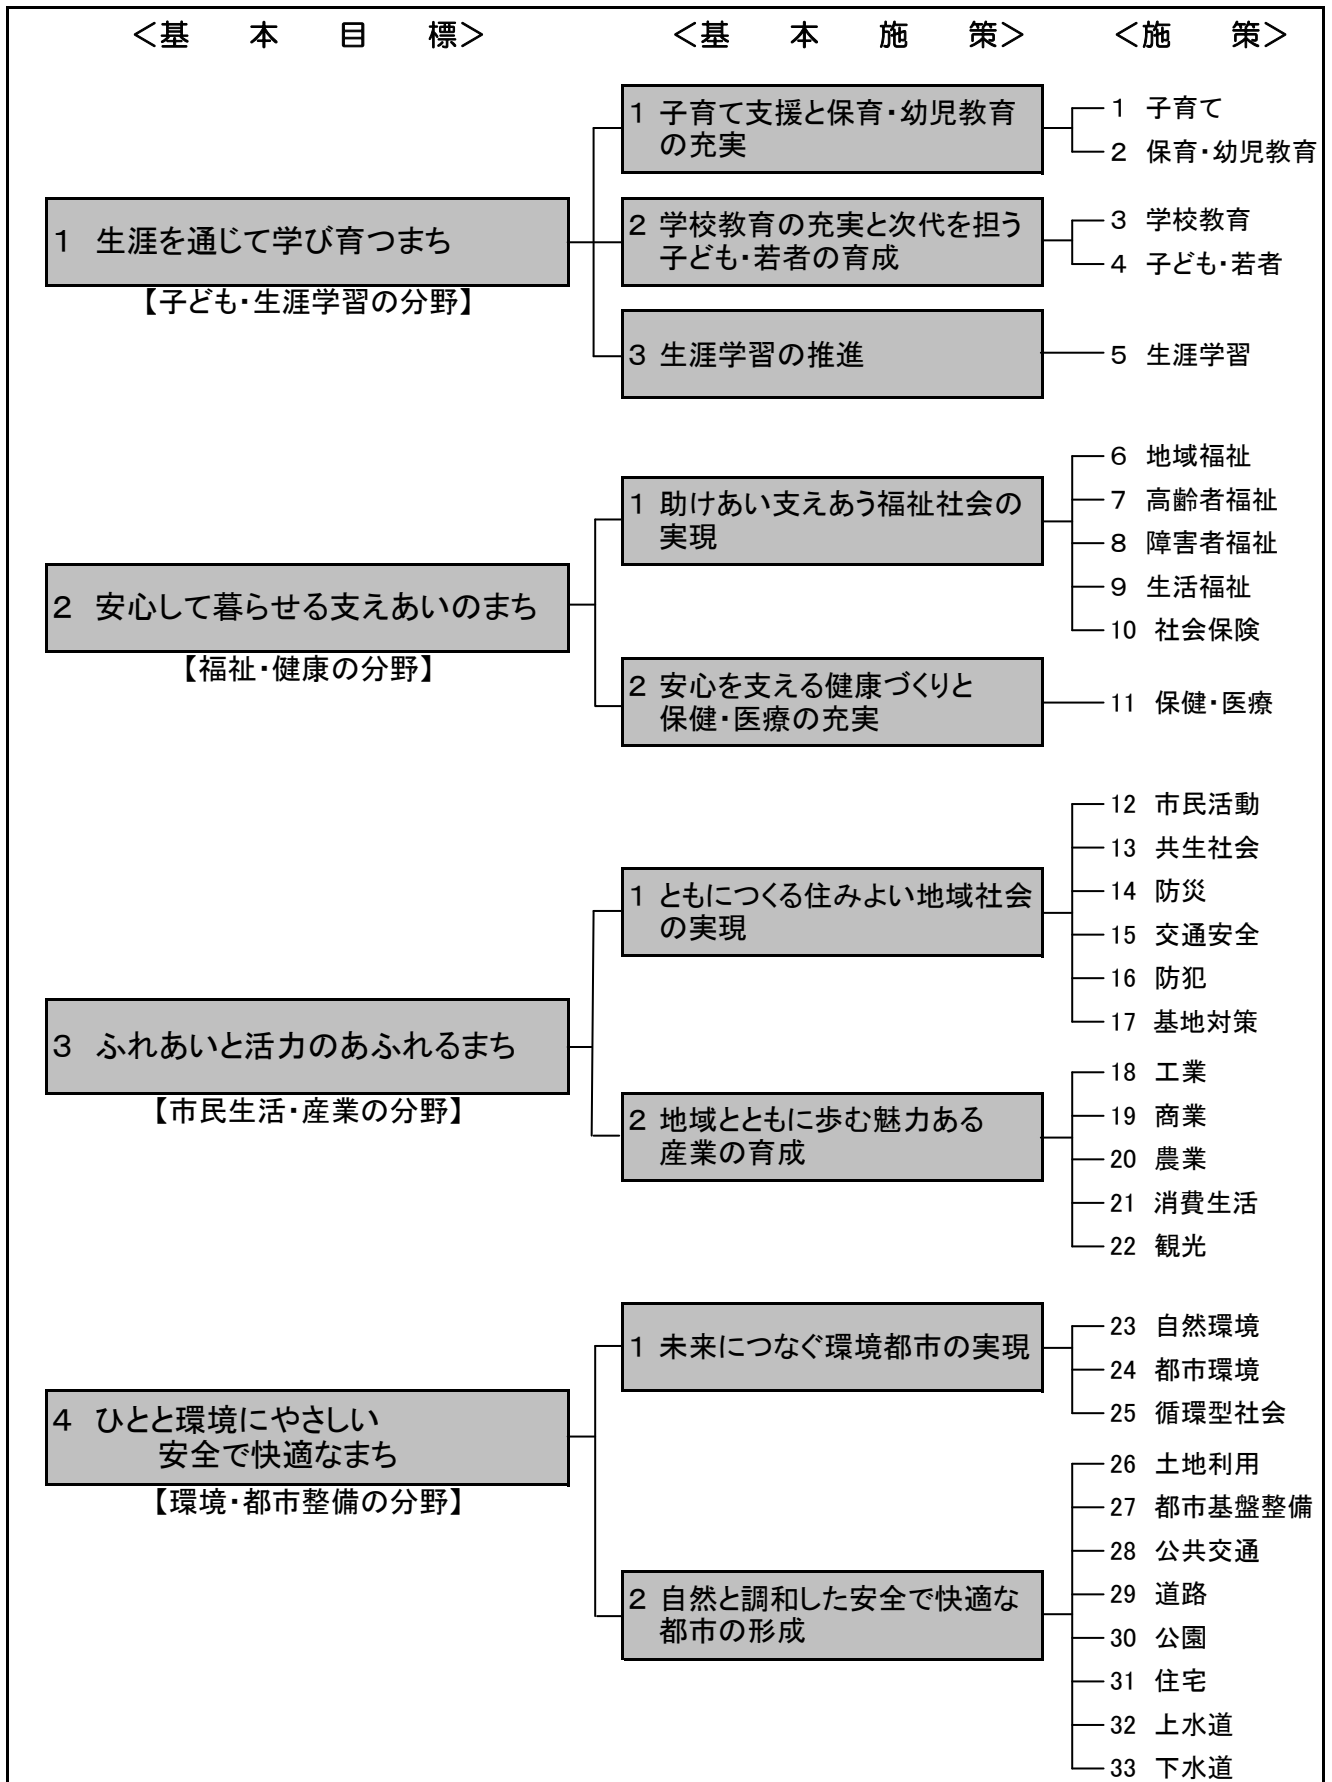 ＜基　本　目　標＞
＜基　本　施　策＞
＜施　策＞
1 生涯を通じて学び育つまち
【子ども・生涯学習の分野】
1 子育て支援と保育・幼児教育
の充実
1 子育て
2 保育・幼児教育
2 学校教育の充実と次代を担う
子ども・若者の育成
3 学校教育
4 子ども・若者
3 生涯学習の推進
5 生涯学習
2 安心して暮らせる支えあいのまち
【福祉・健康の分野】
1 助けあい支えあう福祉社会の
実現
6 地域福祉
7 高齢者福祉
8 障害者福祉
9 生活福祉
10 社会保険
2 安心を支える健康づくりと
保健・医療の充実
11 保健・医療
3 ふれあいと活力のあふれるまち
【市民生活・産業の分野】
1 ともにつくる住みよい地域社会
の実現
12 市民活動
13 共生社会
14 防災
15 交通安全
16 防犯
17 基地対策
2 地域とともに歩む魅力ある
産業の育成
18 工業
19 商業
20 農業
21 消費生活
22 観光
4 ひとと環境にやさしい
安全で快適なまち
【環境・都市整備の分野】
1 未来につなぐ環境都市の実現
23 自然環境
24 都市環境
25 循環型社会
2 自然と調和した安全で快適な
都市の形成
26 土地利用
27 都市基盤整備
28 公共交通
29 道路
30 公園
31 住宅
32 上水道
33 下水道